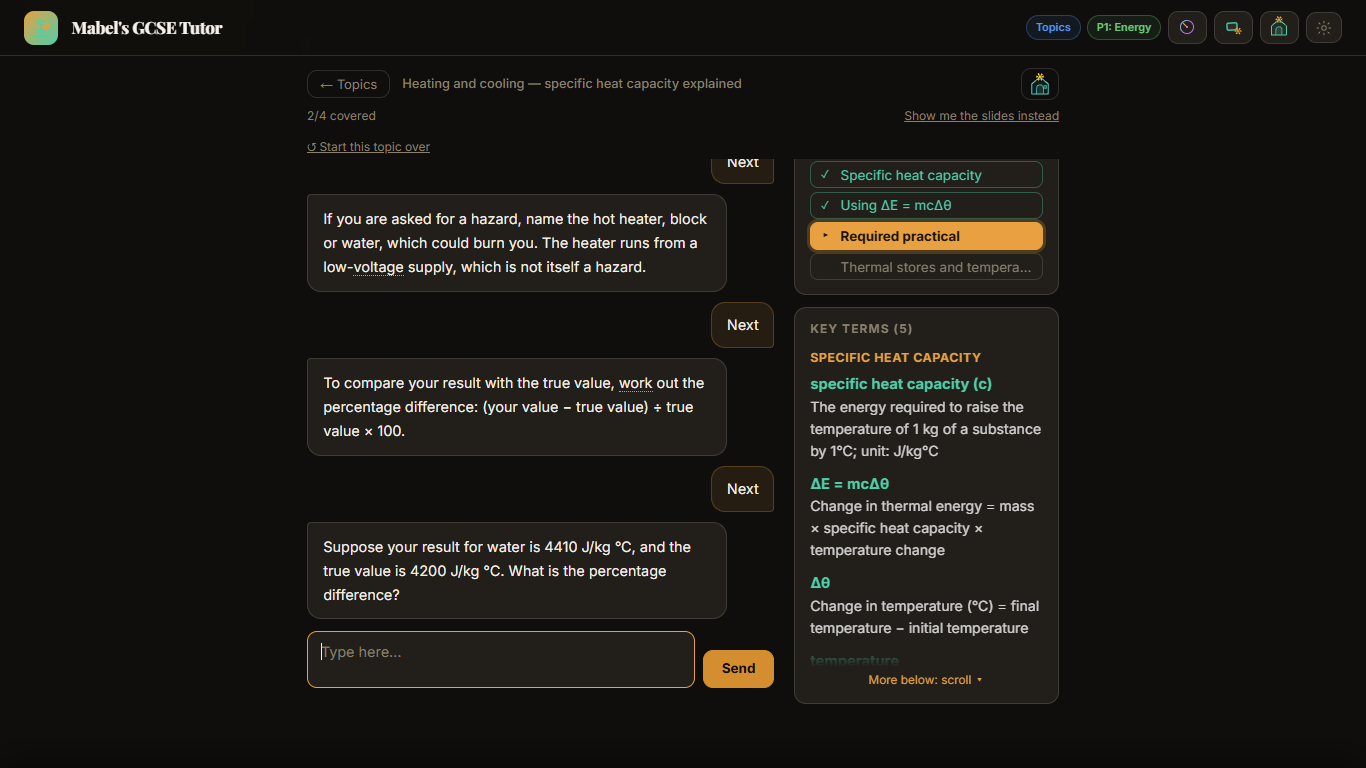 Mabel's GCSE Tutor
Topics
P1: Energy
← Topics
Heating and cooling — specific heat capacity explained
2/4 covered
Show me the slides instead
↺ Start this topic over
Next
If you are asked for a hazard, name the hot heater, block
or water, which could burn you. The heater runs from a
low-voltage supply, which is not itself a hazard.
Next
To compare your result with the true value, work out the
percentage difference: (your value − true value) ÷ true
value × 100.
Next
Suppose your result for water is 4410 J/kg °C, and the
true value is 4200 J/kg °C. What is the percentage
difference?
Type here...
Send
✓ Specific heat capacity
✓ Using ΔE = mcΔθ
▸ Required practical
Thermal stores and tempera...
KEY TERMS (5)
SPECIFIC HEAT CAPACITY
specific heat capacity (c)
The energy required to raise the
temperature of 1 kg of a substance
by 1°C; unit: J/kg°C
ΔE = mcΔθ
Change in thermal energy = mass
× specific heat capacity ×
temperature change
Δθ
Change in temperature (°C) = final
temperature − initial temperature
temperature
More below: scroll ▾